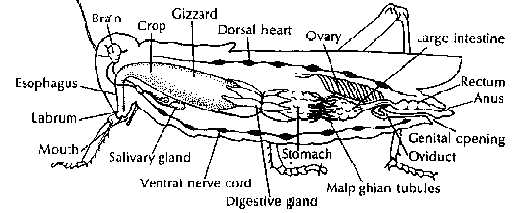 Gizzard
Brain
Crop
Dorsal heart
Ovary
Large intestine
Esophagus
Rectum
Anus
Labrum
Genital opening
Mouth
Salivary gland
Stomach
Oviduct
Ventral nerve cord
Malpighian tubules
Digestive gland